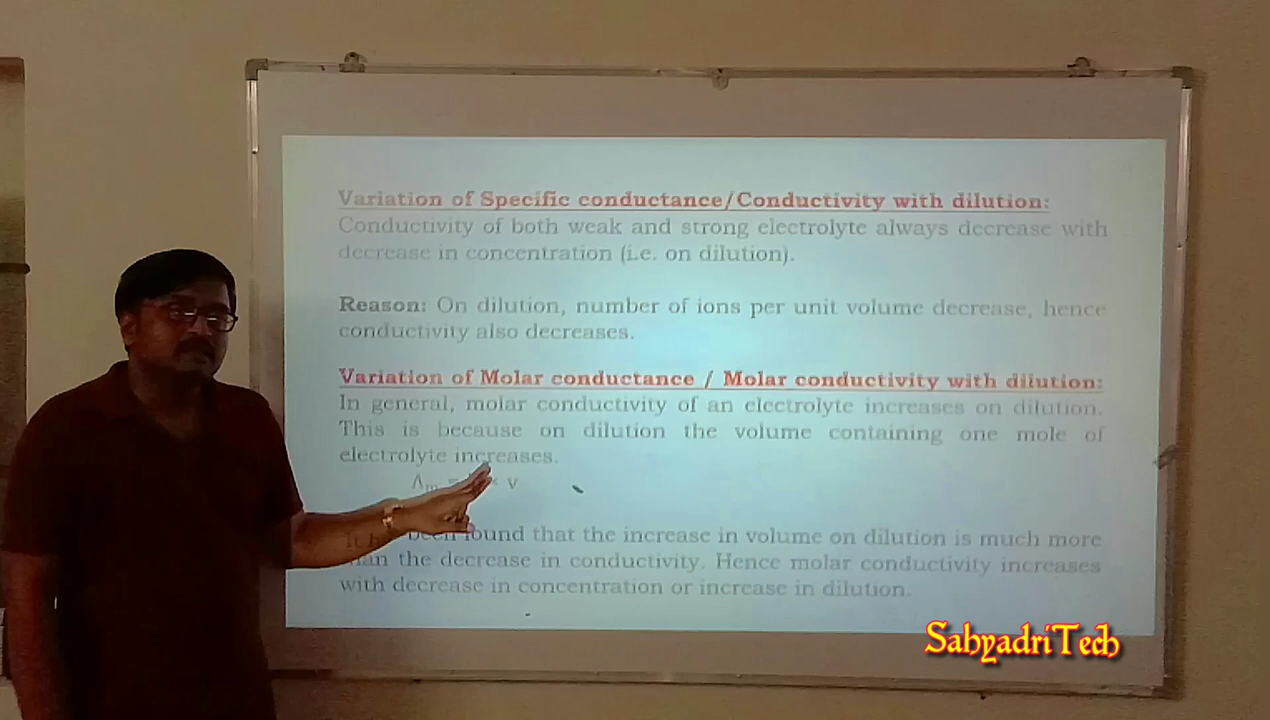 Variation of Specific conductance/Conductivity with dilution:
Conductivity of both weak and strong electrolyte always decrease with
decrease in concentration (i.e. on dilution).
Reason: On dilution, number of ions per unit volume decrease, hence
conductivity also decreases.
Variation of Molar conductance / Molar conductivity with dilution:
In general, molar conductivity of an electrolyte increases on dilution.
This is because on dilution the volume containing one mole of
electrolyte increases.
Λm = × v
It been found that the increase in volume on dilution is much more
than the decrease in conductivity. Hence molar conductivity increases
with decrease in concentration or increase in dilution.
SahyadriTech